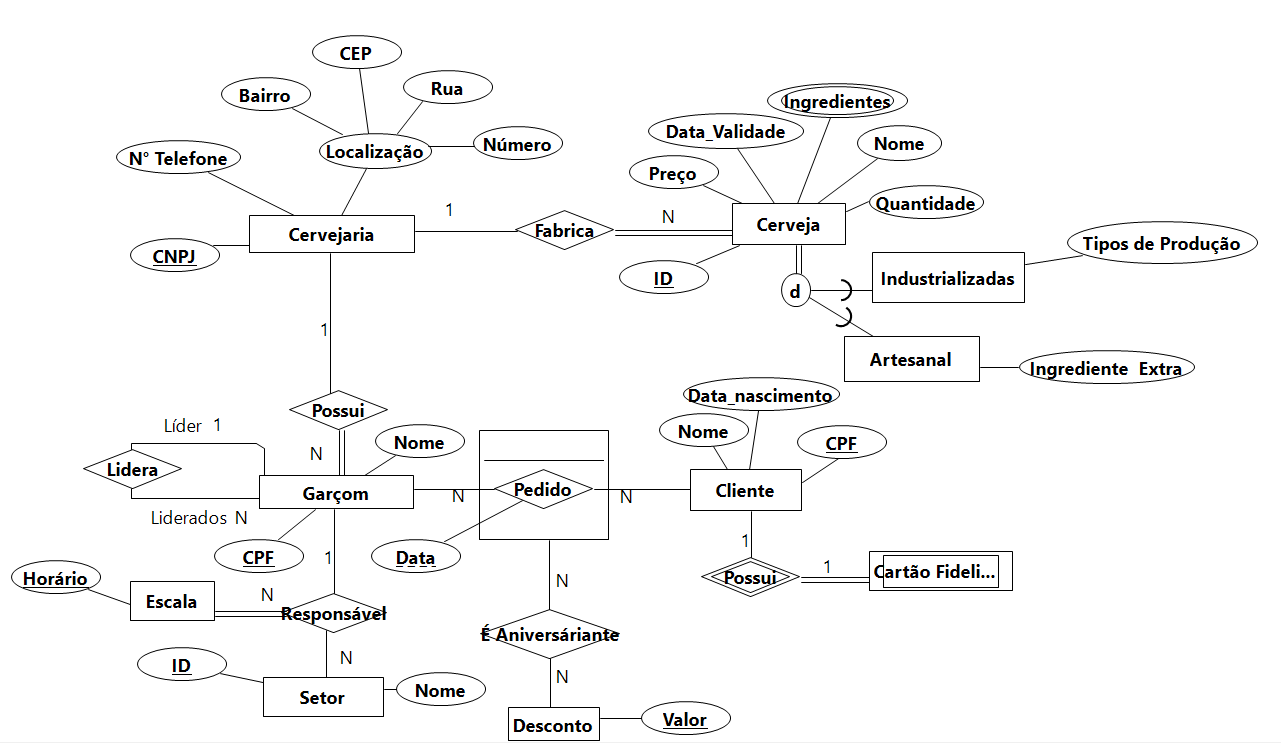 CEP
Bairro
Rua
Localização
Número
N° Telefone
Cervejaria
CNPJ
1
Fabrica
N
Ingredientes
Data_Validade
Nome
Preço
Quantidade
Cerveja
ID
d
Industrializadas
Tipos de Produção
Artesanal
Ingrediente Extra
1
Possui
N
Líder 1
Lidera
Liderados N
Nome
Garçom
CPF
N
Pedido
N
Data
Data_nascimento
Nome
CPF
Cliente
1
Possui
1
Cartão Fideli...
1
Horário
Escala
N
Responsável
N
ID
Setor
Nome
N
É Aniversáriante
N
Desconto
Valor